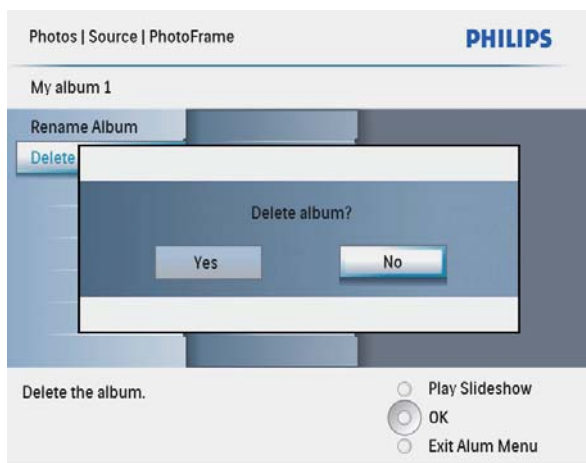 Photos | Source | PhotoFrame
PHILIPS
My album 1
Rename Album
Delete
Delete album?
Yes
No
Delete the album.
Play Slideshow
OK
Exit Alum Menu